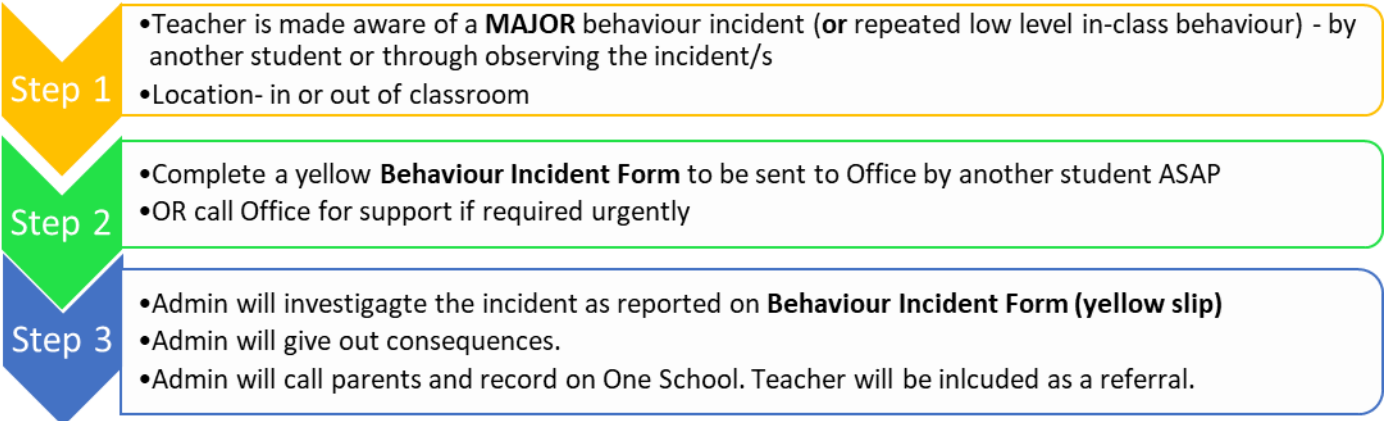 Step 1
•Teacher is made aware of a MAJOR behaviour incident (or repeated low level in-class behaviour) - by
another student or through observing the incident/s
•Location- in or out of classroom
Step 2
•Complete a yellow Behaviour Incident Form to be sent to Office by another student ASAP
•OR call Office for support if required urgently
Step 3
•Admin will investigagte the incident as reported on Behaviour Incident Form (yellow slip)
•Admin will give out consequences.
•Admin will call parents and record on One School. Teacher will be inlcuded as a referral.